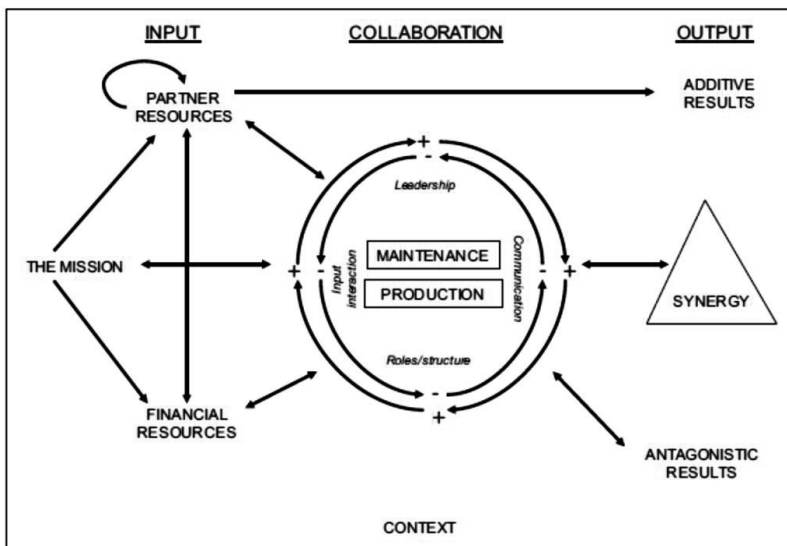 INPUT
COLLABORATION
OUTPUT
PARTNER
RESOURCES
ADDITIVE
RESULTS
+
-
Leadership
THE MISSION
+
-
Input
interaction
MAINTENANCE
PRODUCTION
Communication
-
+
SYNERGY
Roles/structure
-
+
FINANCIAL
RESOURCES
ANTAGONISTIC
RESULTS
CONTEXT